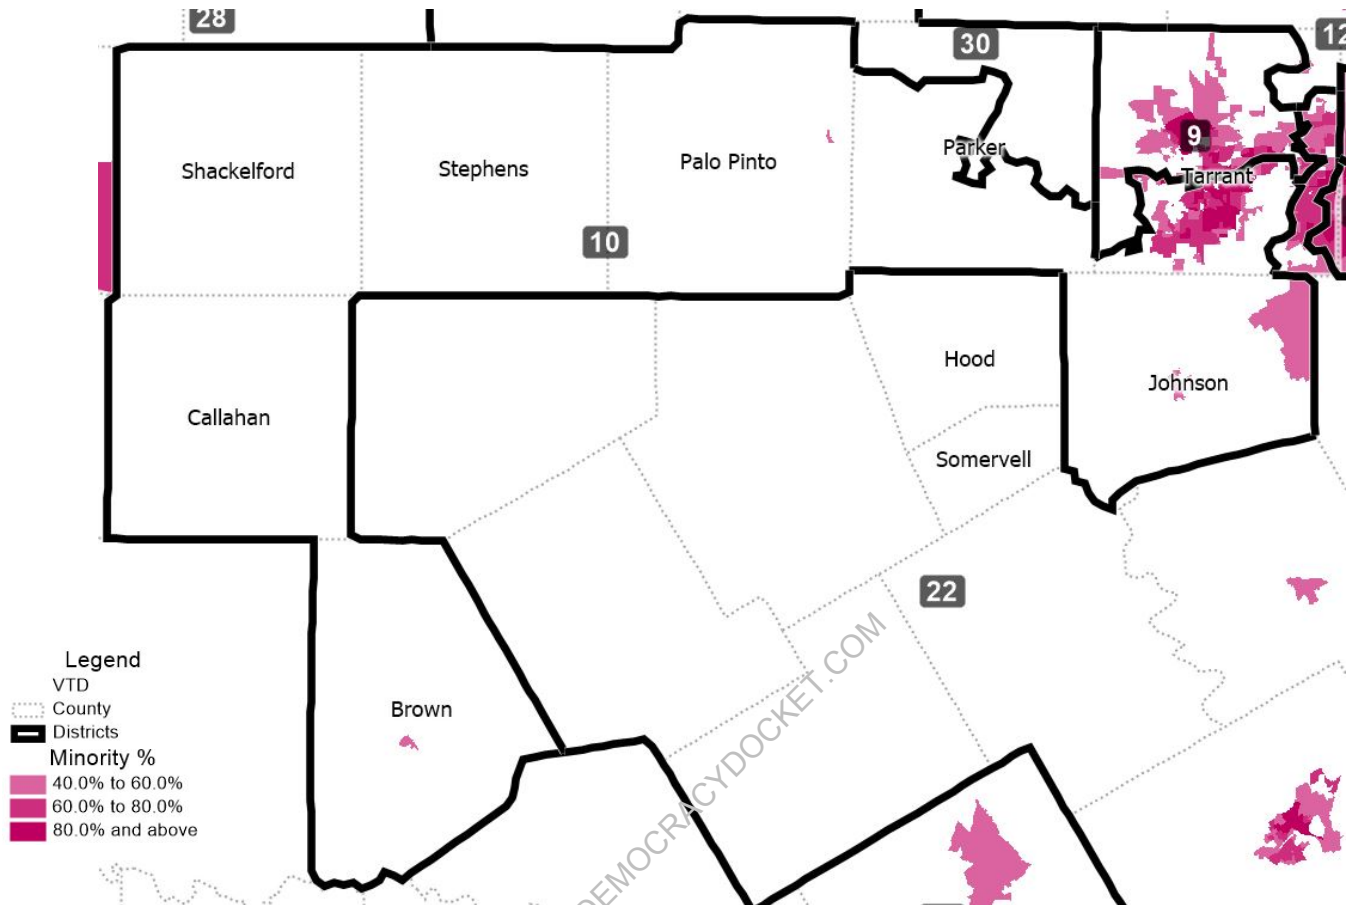 28
30
12
9
Parker
Palo Pinto
Stephens
Shackelford
Tarrant
10
Hood
Johnson
Callahan
Somervell
22
DEMOCRACYDOCKET.COM
Brown
Legend
VTD
County
Districts
Minority %
40.0% to 60.0%
60.0% to 80.0%
80.0% and above